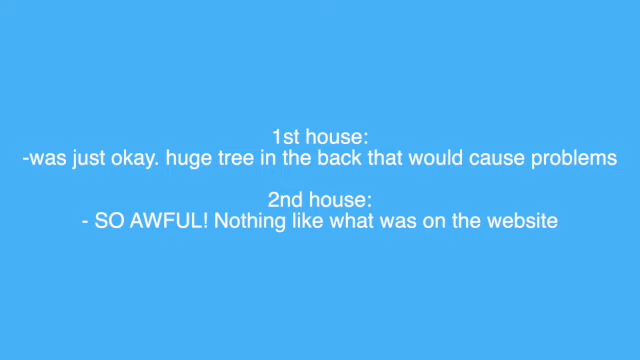 1st house:
-was just okay. huge tree in the back that would cause problems
2nd house:
- SO AWFUL! Nothing like what was on the website